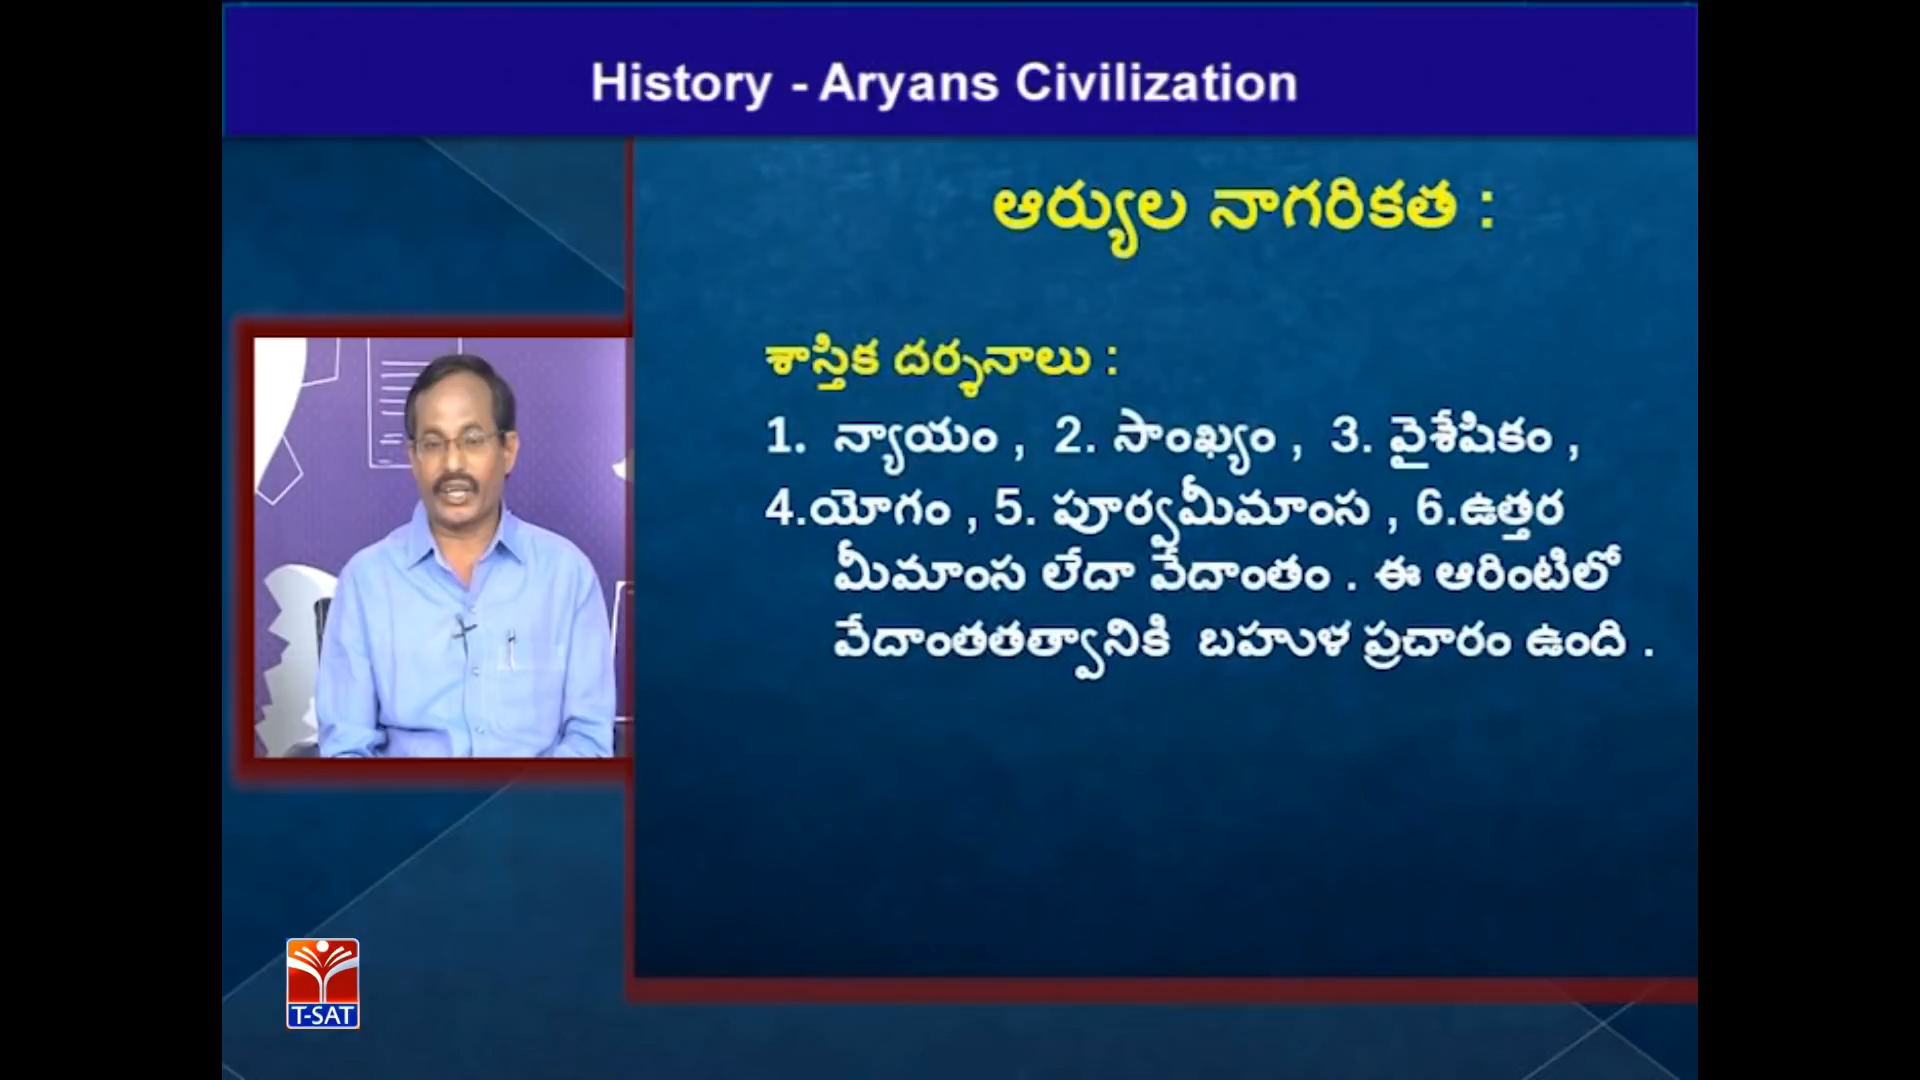 History - Aryans Civilization
ఆర్యుల నాగరికత :
శాస్తిక దర్శనాలు :
1. న్యాయం , 2. సాంఖ్యం , 3. వైశేషికం ,
4.యోగం , 5. పూర్వమీమాంస , 6.ఉత్తర
మీమాంస లేదా వేదాంతం . ఈ ఆరింటిలో
వేదాంతతత్వానికి బహుళ ప్రచారం ఉంది .
T-SAT